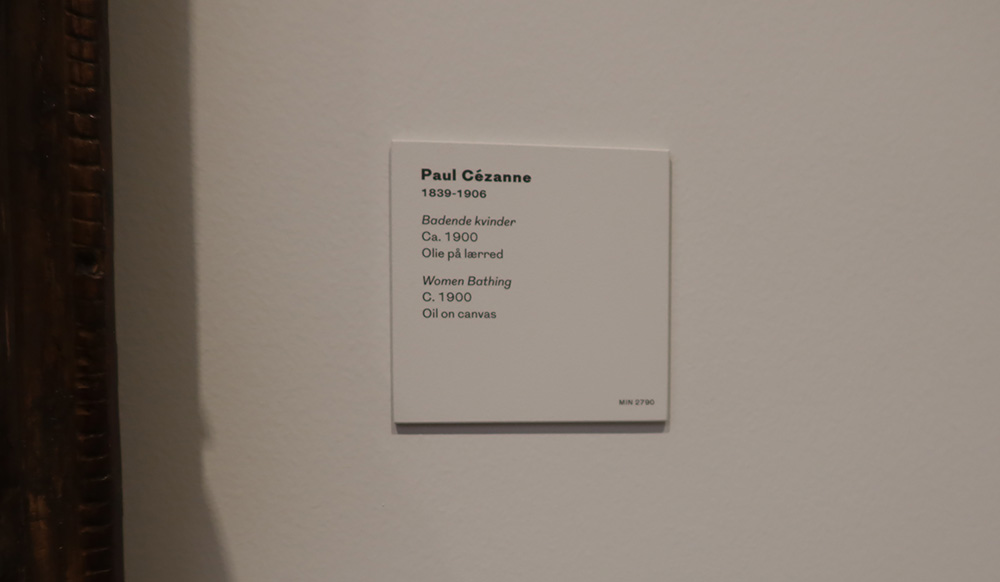 Paul Cézanne
1839-1906
Badende kvinder
Ca. 1900
Olie på lærred
Women Bathing
C. 1900
Oil on canvas
MIN 2790